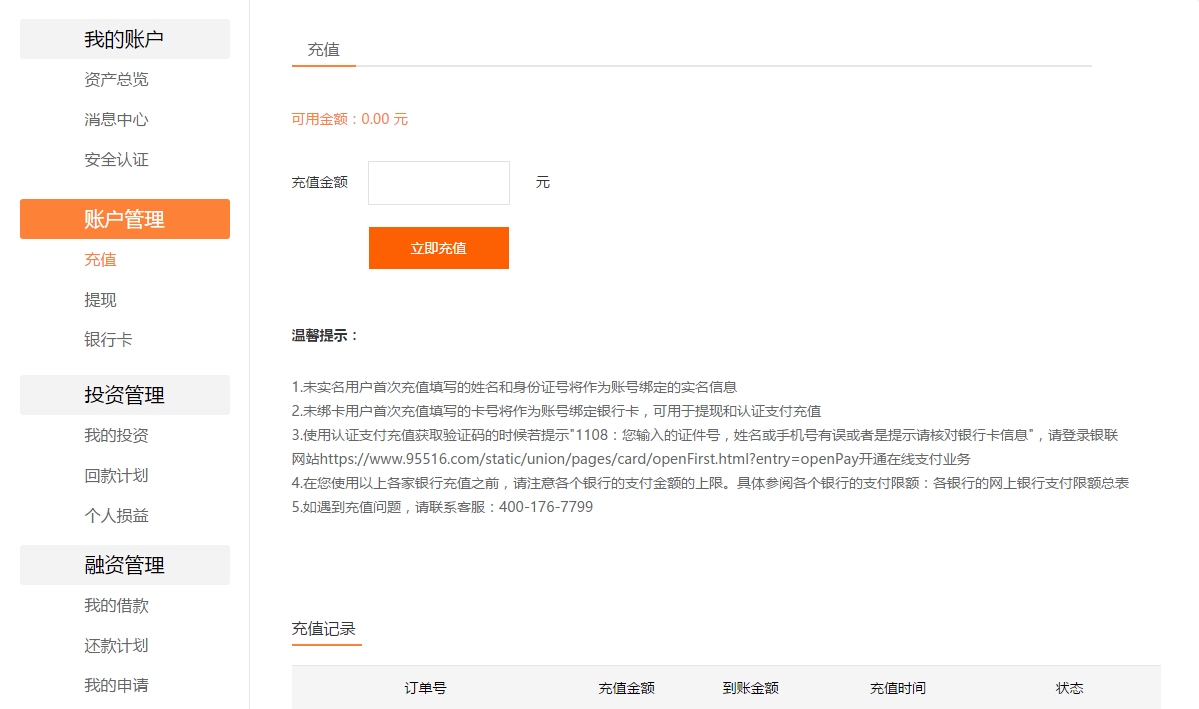 我的账户
资产总览
消息中心
安全认证
账户管理
充值
提现
银行卡
投资管理
我的投资
回款计划
个人损益
融资管理
我的借款
还款计划
我的申请
充值
可用金额：0.00 元
充值金额 元
立即充值
温馨提示：
1.未实名用户首次充值填写的姓名和身份证号将作为账号绑定的实名信息
2.未绑卡用户首次充值填写的卡号将作为账号绑定银行卡，可用于提现和认证支付充值
3.使用认证支付充值获取验证码的时候若提示"1108：您输入的证件号，姓名或手机号有误或者是提示请核对银行卡信息"，请登录银联
网站https://www.95516.com/static/union/pages/card/openFirst.html?entry=openPay开通在线支付业务
4.在您使用以上各家银行充值之前，请注意各个银行的支付金额的上限。具体参阅各个银行的支付限额：各银行的网上银行支付限额总表
5.如遇到充值问题，请联系客服：400-176-7799
充值记录
订单号 充值金额 到账金额 充值时间 状态